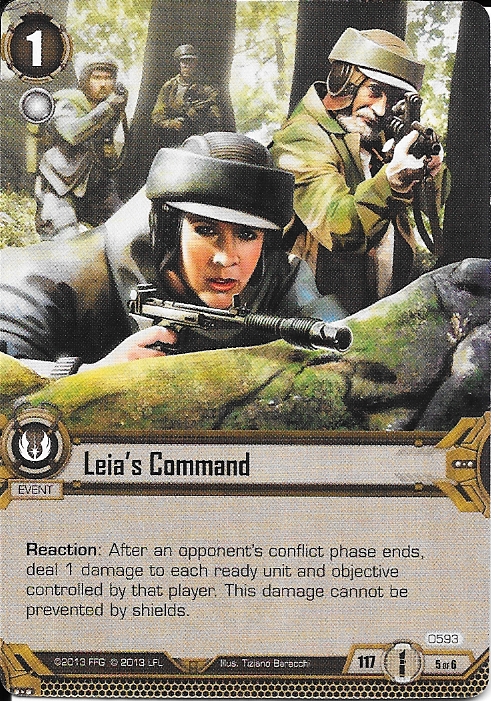 1
Leia's Command
EVENT
Reaction: After an opponent's conflict phase ends,
deal 1 damage to each ready unit and objective
controlled by that player. This damage cannot be
prevented by shields.
0593
©2013 FFG © 2013 LFL Illus. Tiziano Baracchi 117 5 of 6